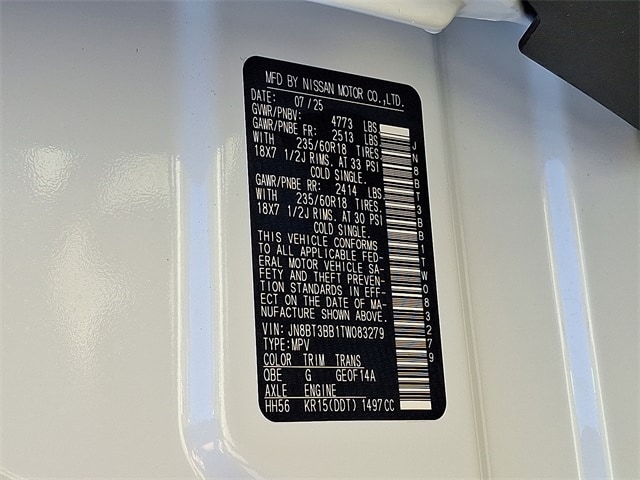 MFD BY NISSAN MOTOR CO.,LTD.
DATE: 07/25
GVWR/PNBV: 4773 LBS
GAWR/PNBE FR: 2513 LBS
WITH 235/60R18 TIRES,
18X7 1/2J RIMS, AT 33 PSI
COLD SINGLE.
GAWR/PNBE RR: 2414 LBS
WITH 235/60R18 TIRES,
18X7 1/2J RIMS, AT 30 PSI
COLD SINGLE.
THIS VEHICLE CONFORMS
TO ALL APPLICABLE FED-
ERAL MOTOR VEHICLE SA-
FETY AND THEFT PREVEN-
TION STANDARDS IN EFF-
ECT ON THE DATE OF MA-
NUFACTURE SHOWN ABOVE.
VIN: JN8BT3BB1TW083279
TYPE:MPV
COLOR TRIM TRANS
QBE G GE0F14A
AXLE ENGINE
HH56 KR15(DDT) 1497CC
JN8BT3BB1TW083279